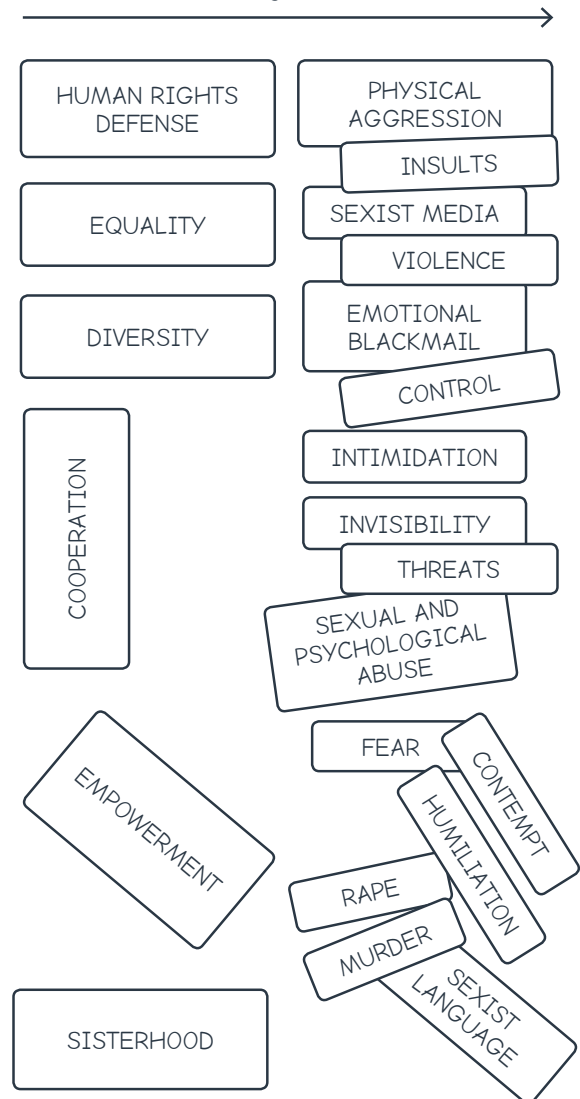 HUMAN RIGHTS
DEFENSE
EQUALITY
DIVERSITY
COOPERATION
EMPOWERMENT
SISTERHOOD
PHYSICAL
AGGRESSION
INSULTS
SEXIST MEDIA
VIOLENCE
EMOTIONAL
BLACKMAIL
CONTROL
INTIMIDATION
INVISIBILITY
THREATS
SEXUAL AND
PSYCHOLOGICAL
ABUSE
FEAR
CONTEMPT
HUMILIATION
RAPE
MURDER
SEXIST
LANGUAGE